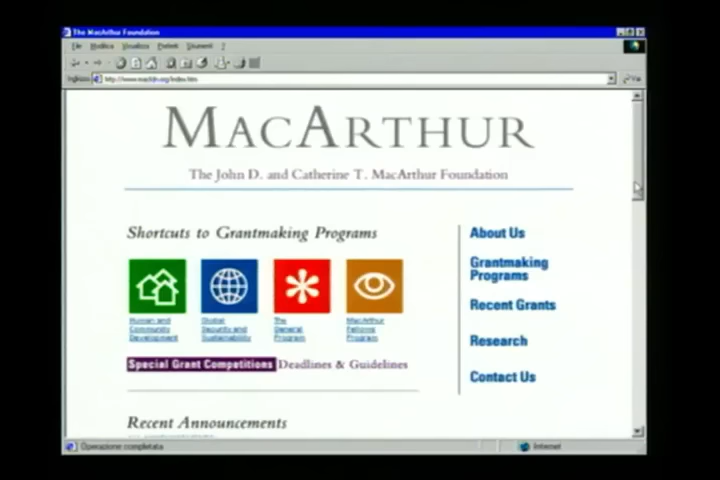 The MacArthur Foundation
File Modifica Visualizza Preferiti Strumenti ?
Indirizzo http://www.macfdn.org/index.htm
Vai
MACARTHUR
The John D. and Catherine T. MacArthur Foundation
Shortcuts to Grantmaking Programs
Human and
Community
Development
Global
Security and
Sustainability
The
General
Program
MacArthur
Fellows
Program
Special Grant Competitions Deadlines & Guidelines
Recent Announcements
About Us
Grantmaking
Programs
Recent Grants
Research
Contact Us
Operazione completata
Internet